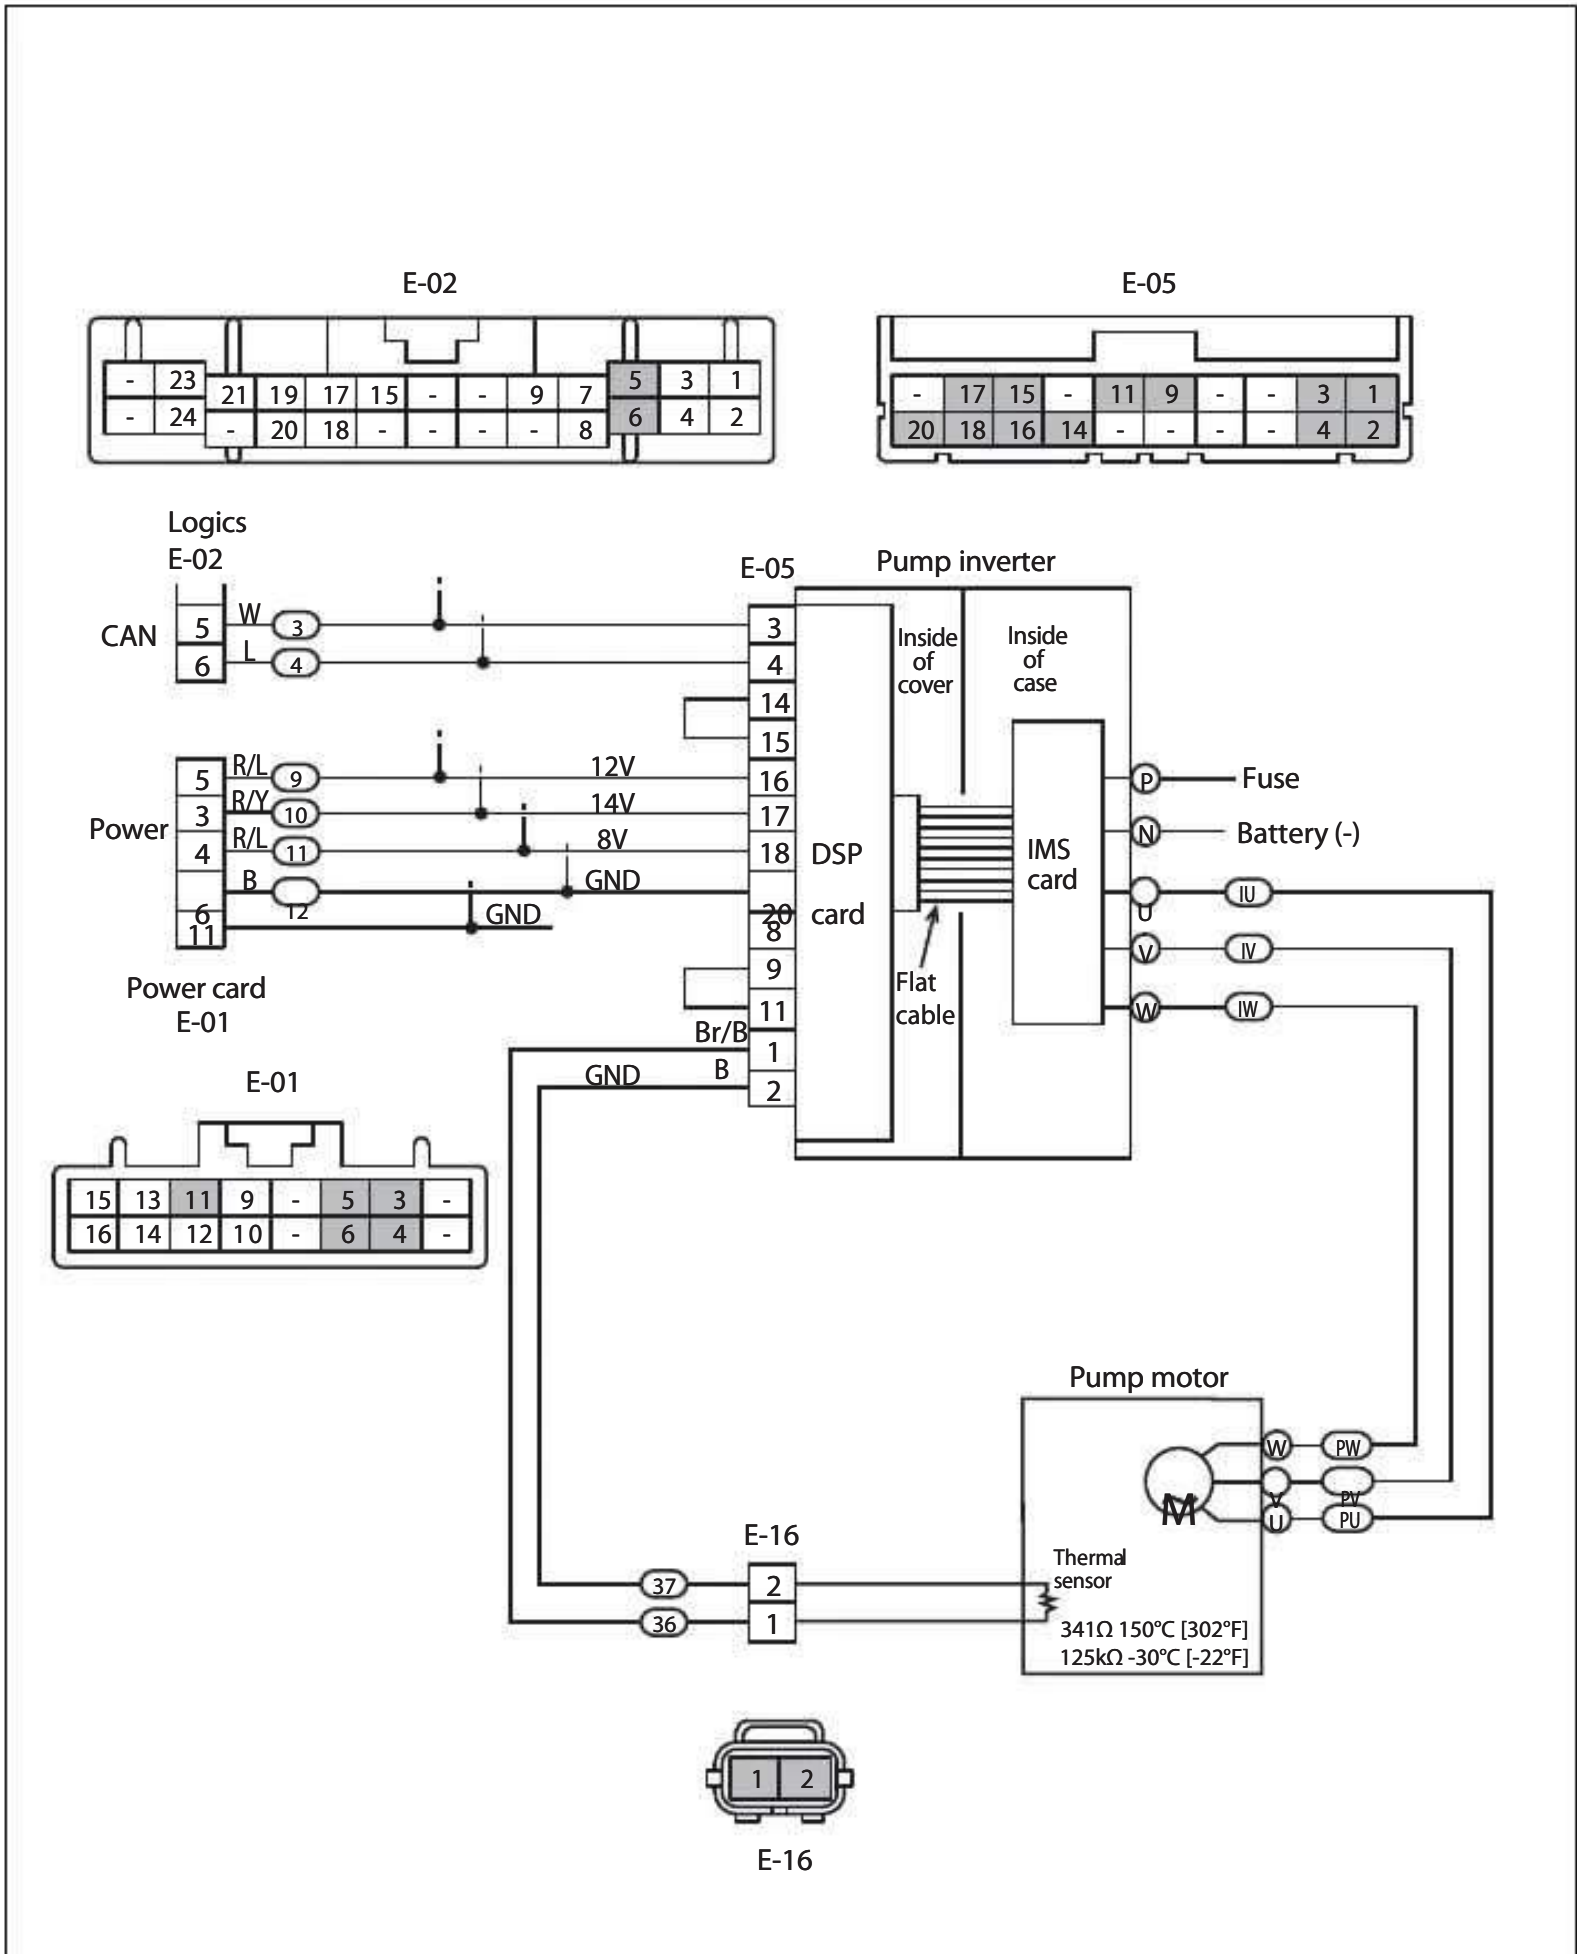 E-02
E-05
- 23 21 19 17 15 - - 9 7 5 3 1
- 24 - 20 18 - - - - 8 6 4 2
- 17 15 - 11 9 - - 3 1
20 18 16 14 - - - - 4 2
Logics
E-02
CAN
5 W 3
6 L 4
Power
5 R/L 9 12V
3 R/Y 10 14V
4 R/L 11 8V
6 B 12 GND
11 GND
Power card
E-01
E-05
3
4
14
15
16
17
18
20
8
9
11
Br/B 1
GND B 2
Pump inverter
DSP
card
Inside
of
cover
Inside
of
case
Flat
cable
IMS
card
P Fuse
N Battery (-)
U IU
V IV
W IW
E-01
15 13 11 9 - 5 3 -
16 14 12 10 - 6 4 -
Pump motor
M
W PW
V PV
U PU
Thermal
sensor
341Ω 150°C [302°F]
125kΩ -30°C [-22°F]
E-16
37 2
36 1
1 2
E-16